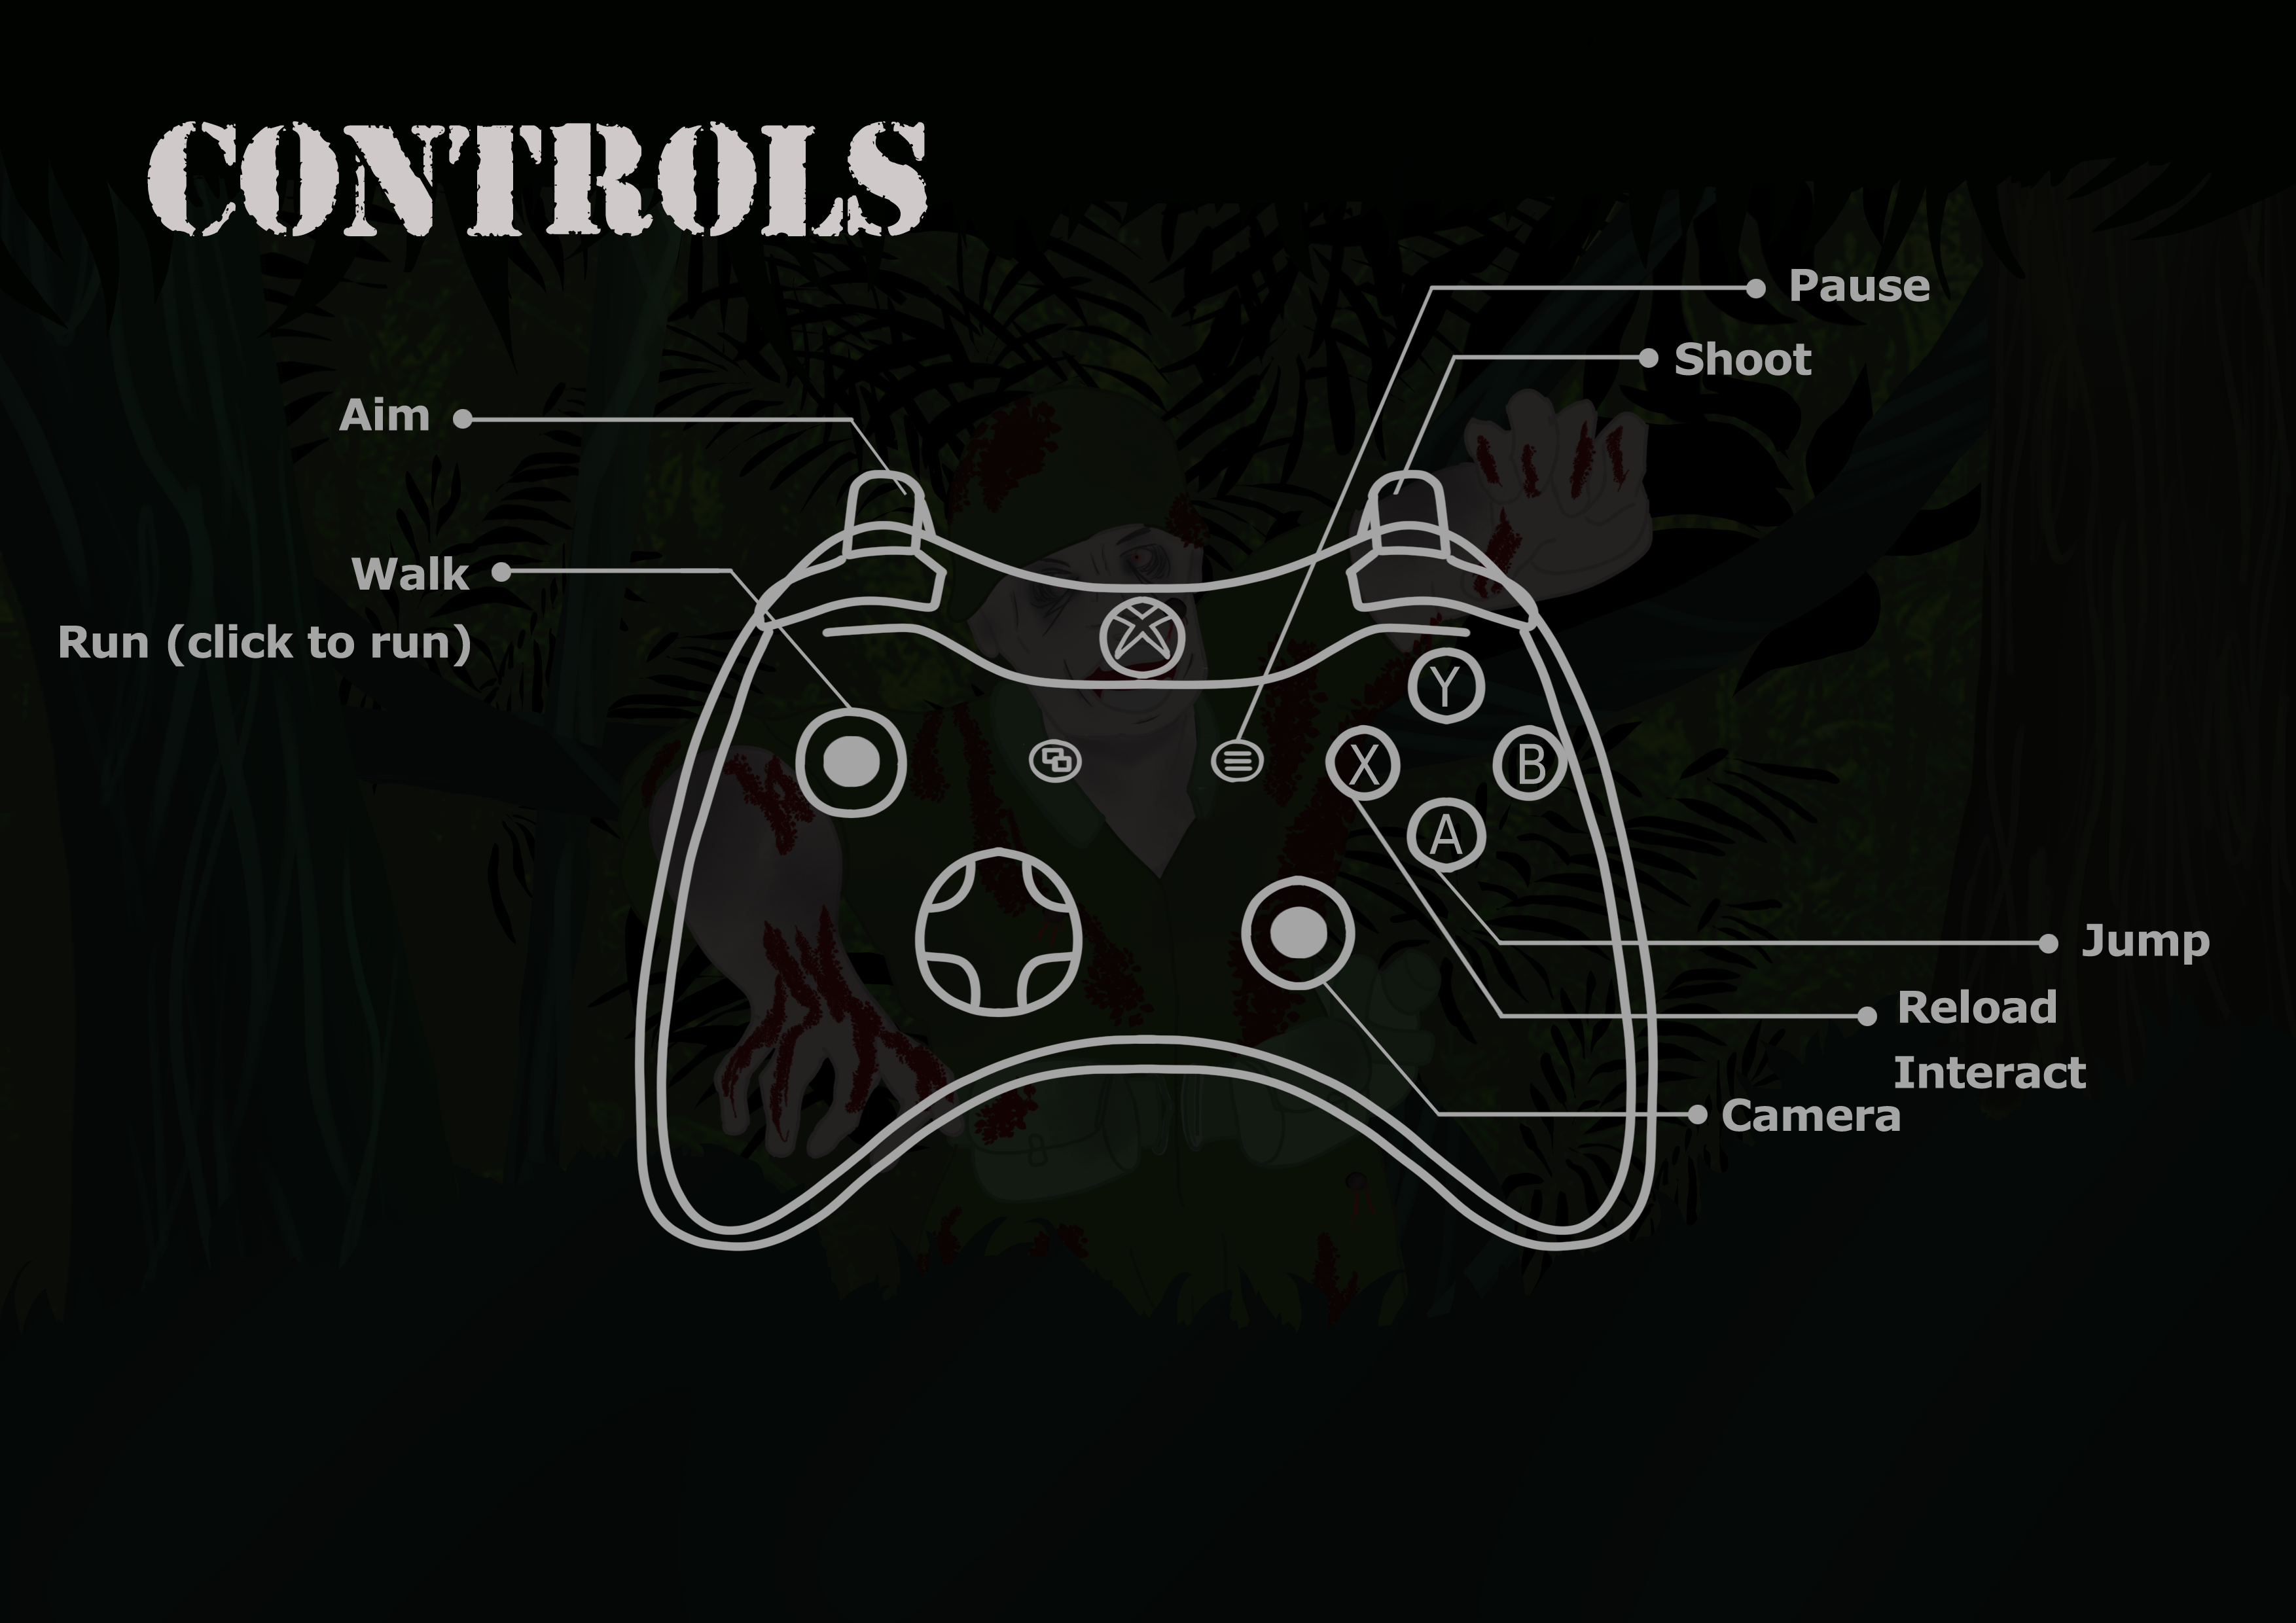 CONTROLS
Pause
Shoot
Aim
Walk
Run (click to run)
Y
X
B
A
Jump
Reload
Interact
Camera